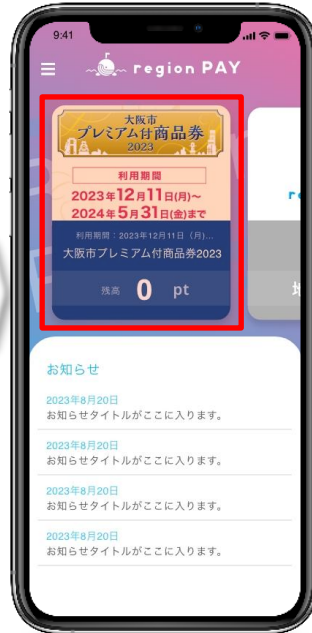 9:41
region PAY
大阪市
プレミアム付商品券
2023
利用期間
2023年12月11日(月)~
2024年5月31日(金)まで
利用期間：2023年12月11日（月)...
大阪市プレミアム付商品券2023
残高 0 pt
お知らせ
2023年8月20日
お知らせタイトルがここに入ります。
2023年8月20日
お知らせタイトルがここに入ります。
2023年8月20日
お知らせタイトルがここに入ります。
2023年8月20日
お知らせタイトルがここに入ります。